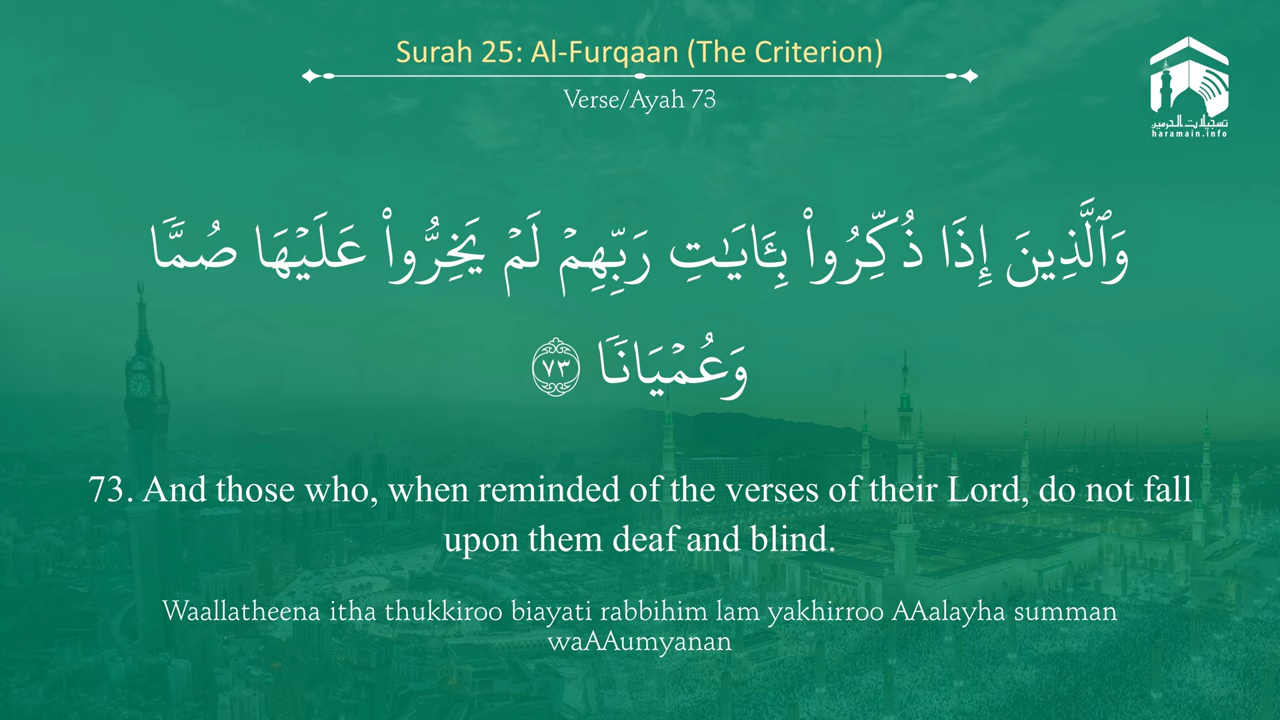 Surah 25: Al-Furqaan (The Criterion)
Verse/Ayah 73
تسجيلات الحرمين
haramain.info
وَٱلَّذِينَ إِذَا ذُكِّرُوا۟ بِـَٔايَـٰتِ رَبِّهِمْ لَمْ يَخِرُّوا۟ عَلَيْهَا صُمًّا
وَعُمْيَانًا ٧٣
73. And those who, when reminded of the verses of their Lord, do not fall
upon them deaf and blind.
Waallatheena itha thukkiroo biayati rabbihim lam yakhirroo AAalayha summan
waAAumyanan